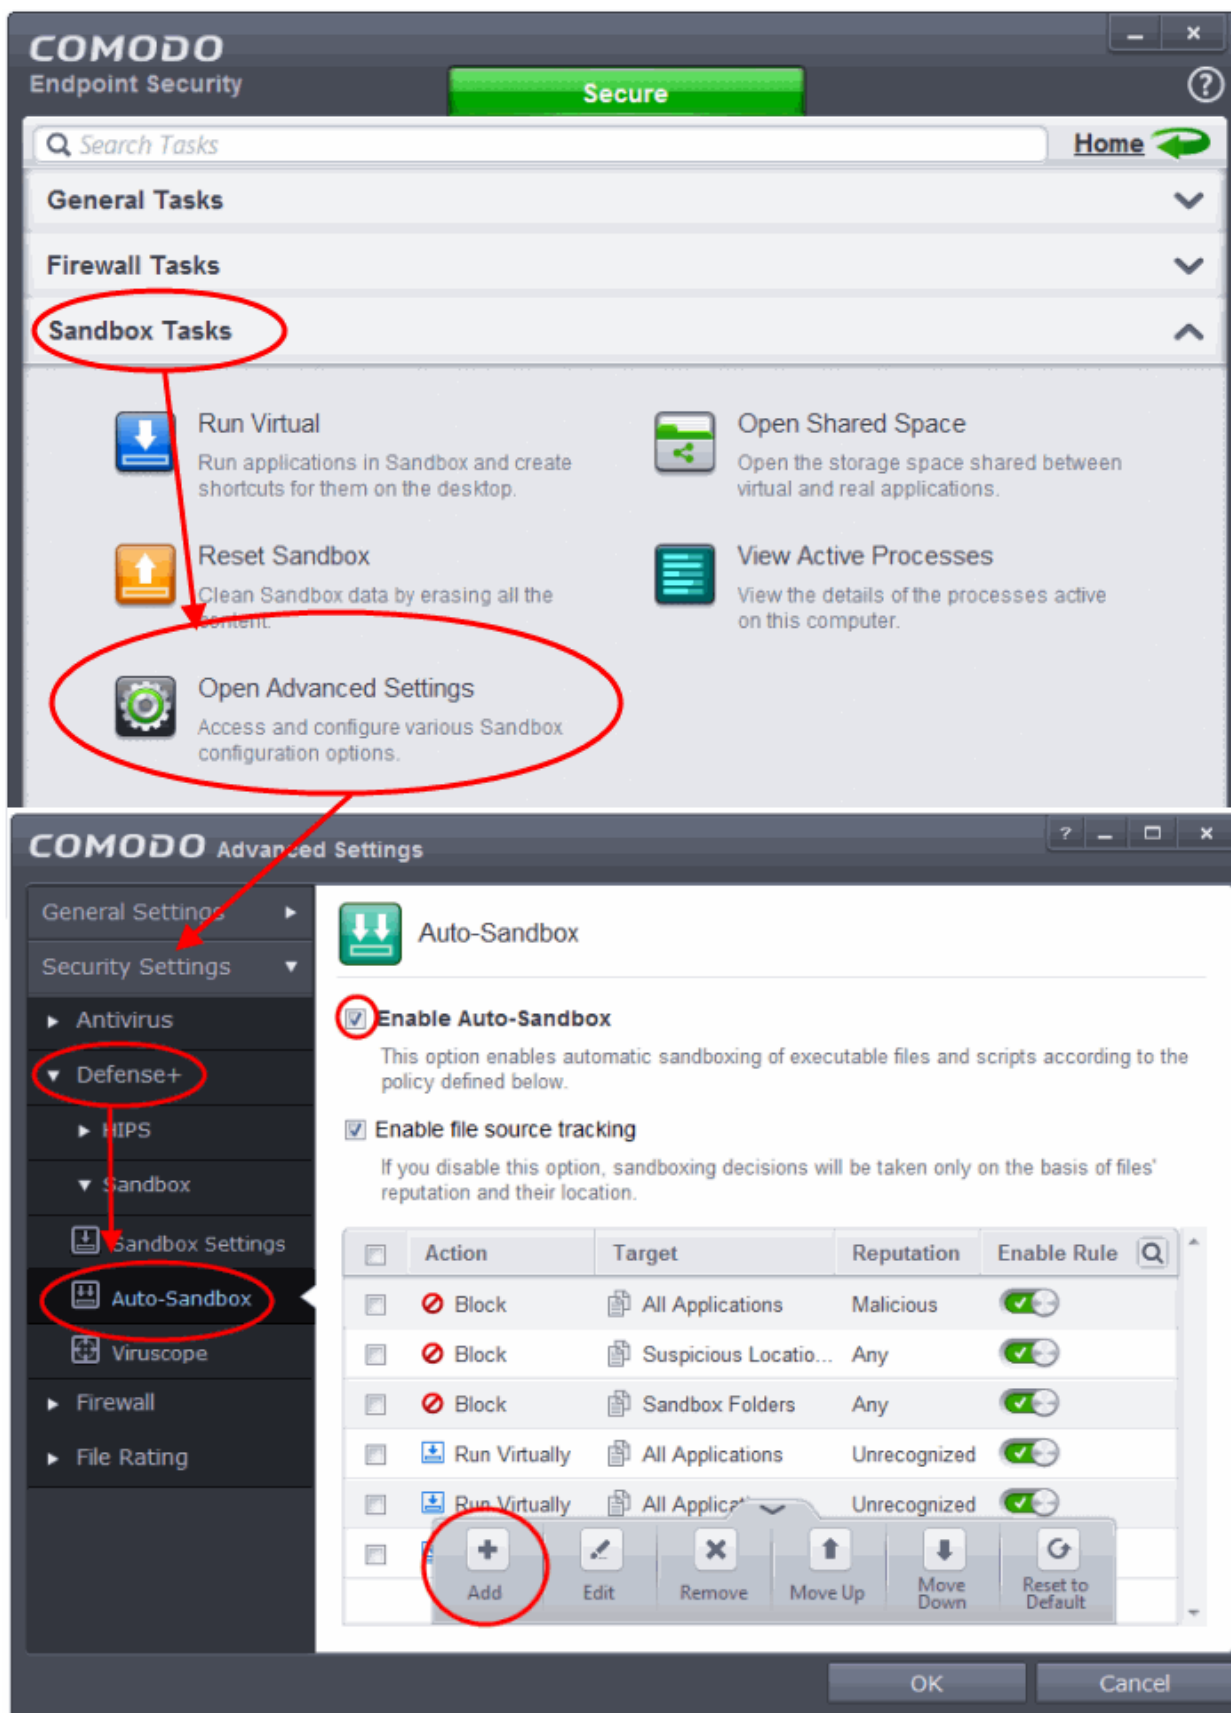 COMODO
Endpoint Security
Secure
?
Search Tasks
Home
General Tasks
Firewall Tasks
Sandbox Tasks
Run Virtual
Run applications in Sandbox and create
shortcuts for them on the desktop.
Open Shared Space
Open the storage space shared between
virtual and real applications.
Reset Sandbox
Clean Sandbox data by erasing all the
content.
View Active Processes
View the details of the processes active
on this computer.
Open Advanced Settings
Access and configure various Sandbox
configuration options.
COMODO Advanced Settings
?
General Settings
Security Settings
Antivirus
Defense+
HIPS
Sandbox
Sandbox Settings
Auto-Sandbox
Viruscope
Firewall
File Rating
Auto-Sandbox
Enable Auto-Sandbox
This option enables automatic sandboxing of executable files and scripts according to the
policy defined below.
Enable file source tracking
If you disable this option, sandboxing decisions will be taken only on the basis of files'
reputation and their location.
Action Target Reputation Enable Rule
Block All Applications Malicious
Block Suspicious Locatio... Any
Block Sandbox Folders Any
Run Virtually All Applications Unrecognized
Run Virtually All Applicat Unrecognized
Add Edit Remove Move Up Move Down Reset to Default
OK Cancel